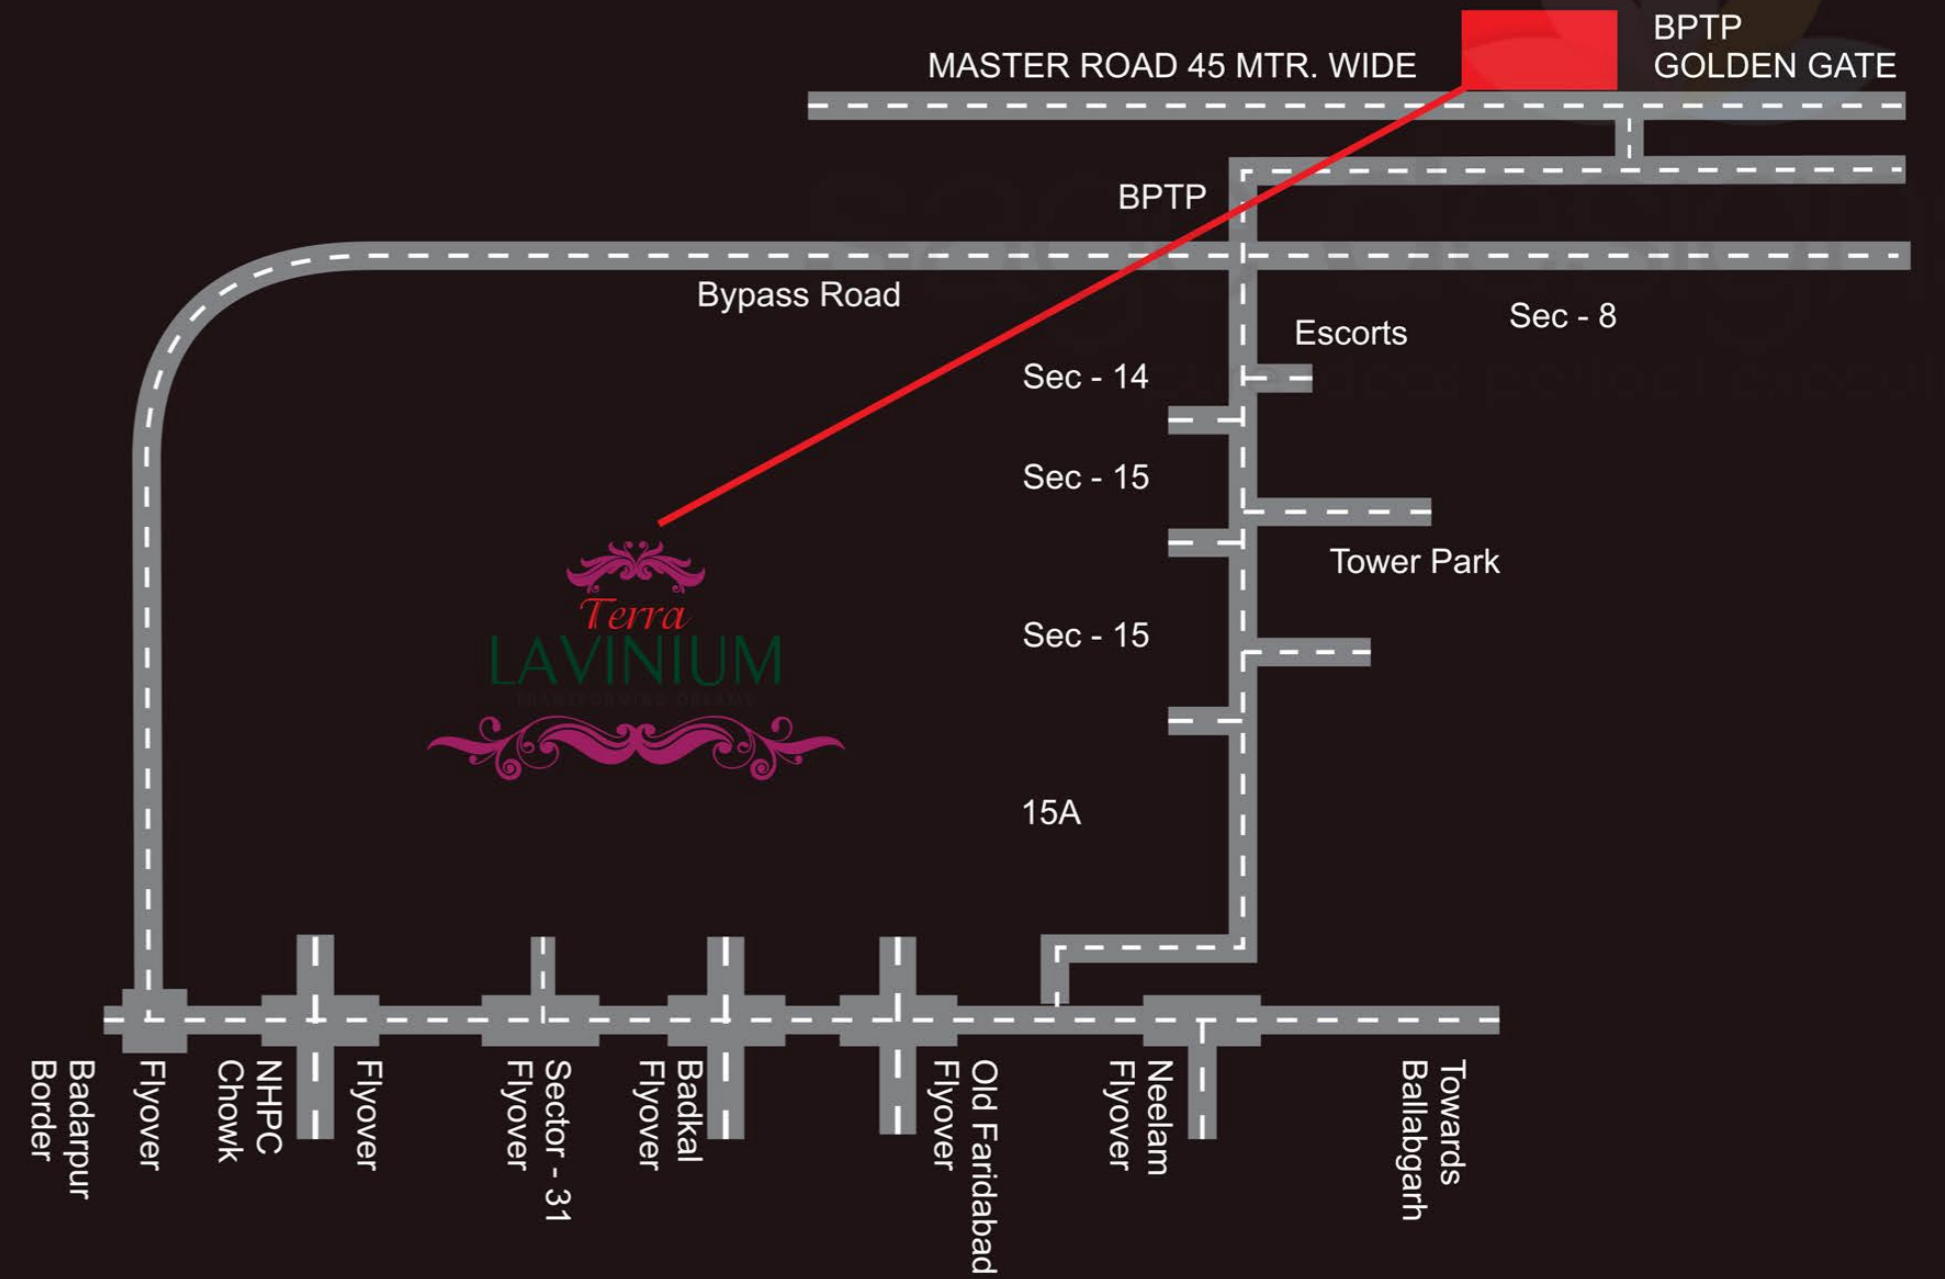 BPTP
GOLDEN GATE
MASTER ROAD 45 MTR. WIDE
BPTP
Bypass Road
Sec - 8
Escorts
Sec - 14
Sec - 15
Tower Park
Terra
LAVINIUM
TRANSFORMING DREAMS
Sec - 15
15A
Badarpur
Border
Flyover
NHPC
Chowk
Flyover
Sector - 31
Flyover
Badkal
Flyover
Old Faridabad
Flyover
Neelam
Flyover
Towards
Ballabgarh